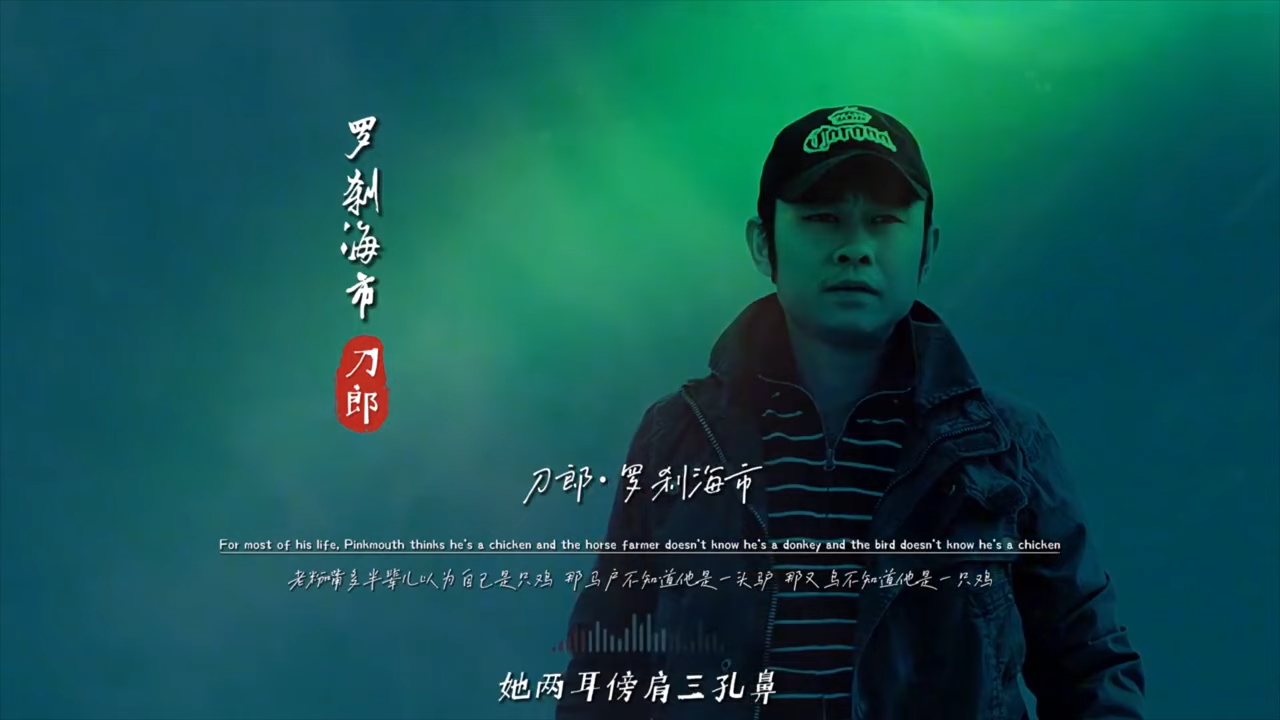 罗刹海市
刀郎
Corona
刀郎·罗刹海市
For most of his life, Pinkmouth thinks he's a chicken and the horse farmer doesn't know he's a donkey and the bird doesn't know he's a chicken
老粉嘴多半辈儿以为自己是只鸡 那马户不知道他是一头驴 那又鸟不知道他是一只鸡
她两耳傍肩三孔鼻